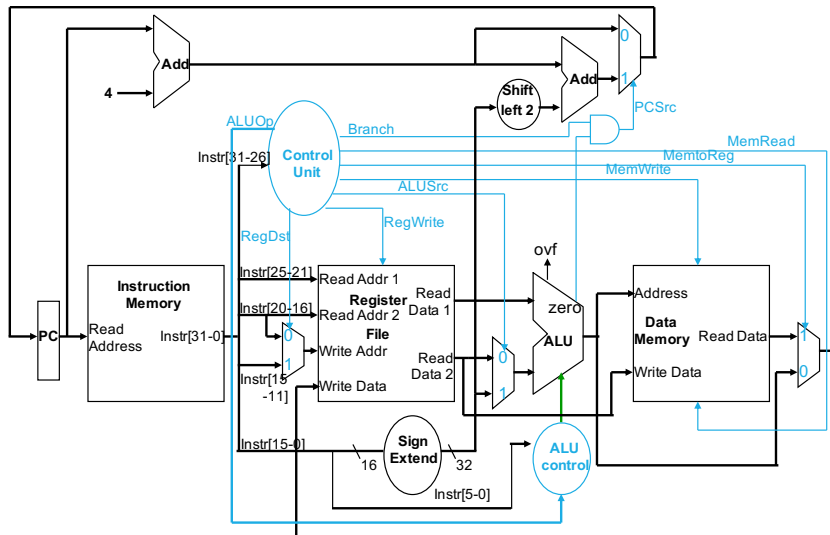 0
Add
Add
4
1
Shift
left 2
ALUOp
Branch
PCSrc
MemRead
Instr[31-26]
Control
Unit
MemtoReg
MemWrite
ALUSrc
RegWrite
RegDst
ovf
Instr[25-21]
Instruction
Memory
Read Addr 1
Register
File
Read
Data 1
zero
Address
Instr[20-16]
Read Addr 2
PC
Read
Address
Instr[31-0]
0
Write Addr
ALU
Data
Memory
Read Data
1
1
Read
Data 2
0
Instr[15
-11]
Write Data
1
Write Data
0
Instr[15-0]
Sign
Extend
16
32
ALU
control
Instr[5-0]